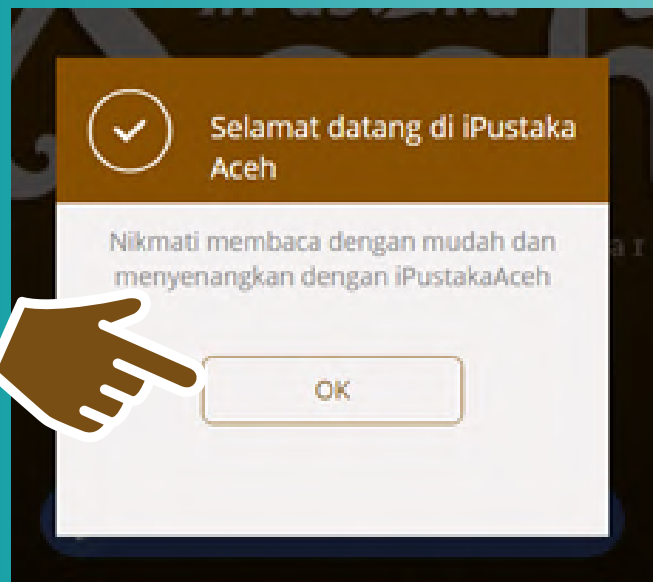 Selamat datang di iPustaka
Aceh
Nikmati membaca dengan mudah dan
menyenangkan dengan iPustakaAceh
OK